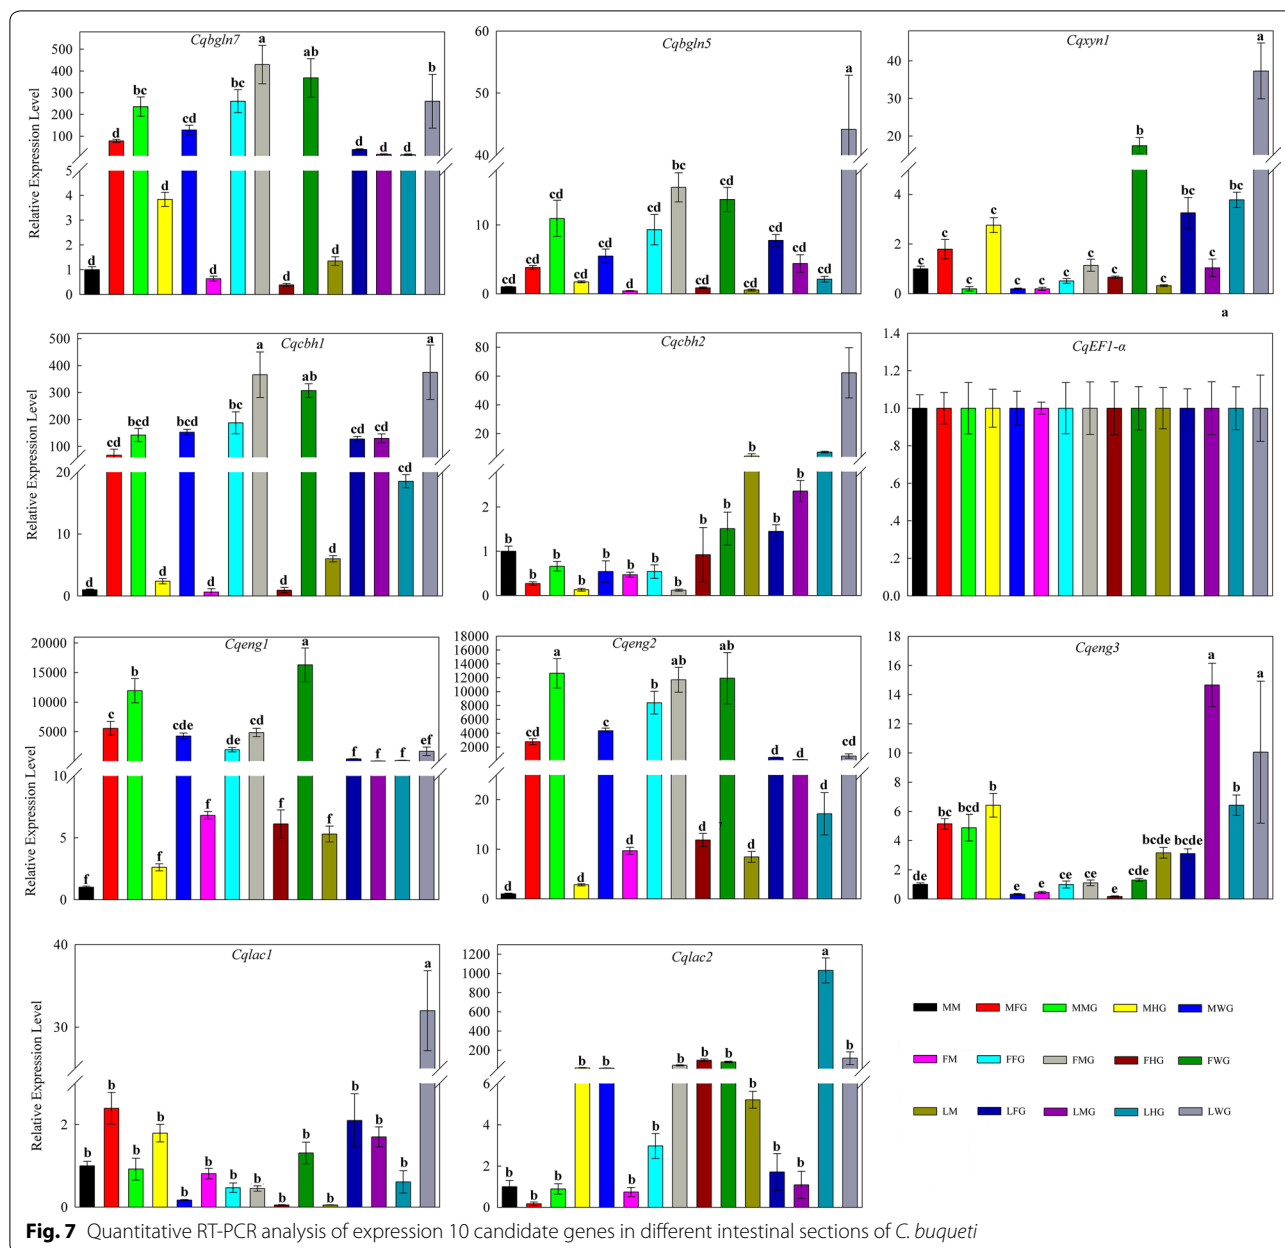 Cqbgln7
Relative Expression Level
500
400
300
200
100
5
4
3
2
1
0
d d bc d cd d bc a d ab d d d d b
Cqbgln5
60
50
40
10
0
cd cd cd cd cd cd cd bc cd cd cd cd cd cd a
Cqxyn1
40
30
20
4
2
0
c c c c c c c c c b c bc c bc a
Cqcbh1
Relative Expression Level
500
400
300
200
100
20
10
0
d cd bcd d bcd d bc a d ab d cd cd cd a
Cqcbh2
80
60
40
20
2
1
0
b b b b b b b b b b b b b
a
CqEF1-α
1.4
1.2
1.0
.8
.6
.4
.2
0.0
Cqeng1
Relative Expression Level
20000
15000
10000
5000
10
5
0
f c b f cde f de cd f a f f f f ef
Cqeng2
18000
16000
14000
12000
10000
8000
6000
4000
2000
20
10
0
d cd a d c d b ab d ab d d d d cd
Cqeng3
18
16
14
12
10
8
6
4
2
0
de bc bcd b e e ce ce e cde bcde bcde a b a
Cqlac1
Relative Expression Level
40
30
2
0
b b b b b b b b b b b b b b a
Cqlac2
1200
1000
800
600
400
200
6
4
2
0
b b b b b b b b b b b b b a b
MM MFG MMG MHG MWG
FM FFG FMG FHG FWG
LM LFG LMG LHG LWG
Fig. 7 Quantitative RT-PCR analysis of expression 10 candidate genes in different intestinal sections of C. buqueti